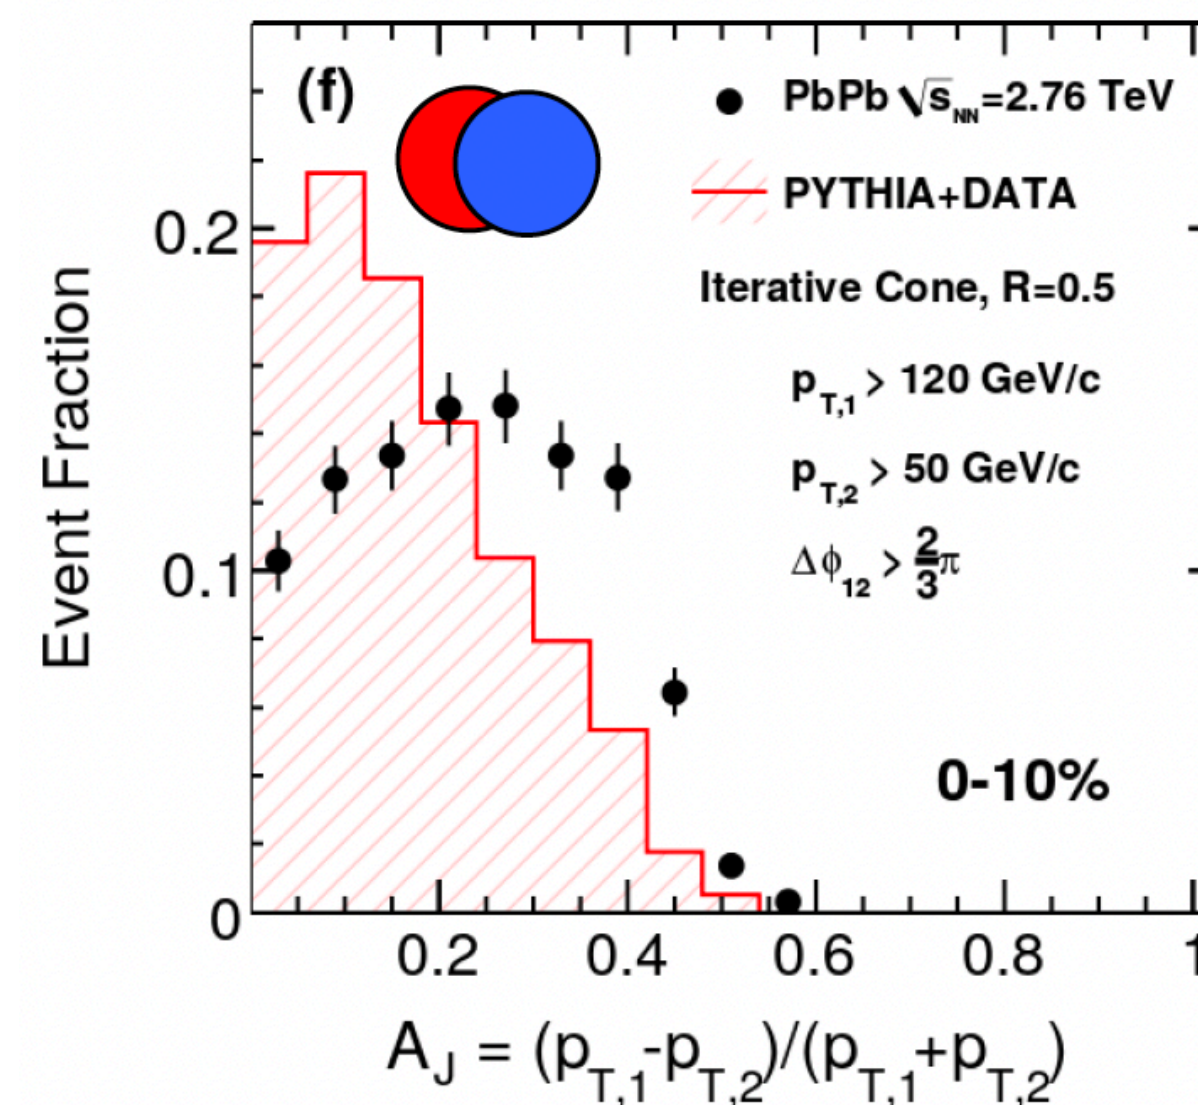 (f)
PbPb √s_NN=2.76 TeV
PYTHIA+DATA
Iterative Cone, R=0.5
p_T,1 > 120 GeV/c
p_T,2 > 50 GeV/c
Δϕ_12 > 2/3 π
0-10%
Event Fraction
0.2
0.1
0
0.2 0.4 0.6 0.8 1
A_J = (p_T,1-p_T,2)/(p_T,1+p_T,2)